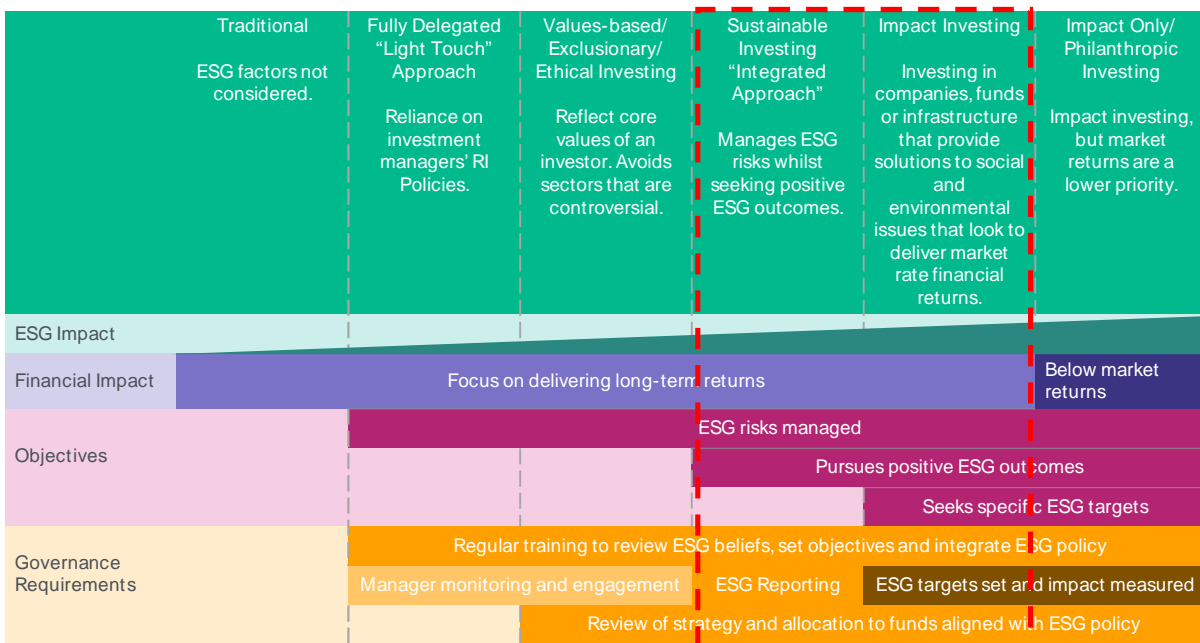 Traditional
ESG factors not
considered.
Fully Delegated
“Light Touch”
Approach
Reliance on
investment
managers’ RI
Policies.
Values-based/
Exclusionary/
Ethical Investing
Reflect core
values of an
investor. Avoids
sectors that are
controversial.
Sustainable
Investing
“Integrated
Approach”
Manages ESG
risks whilst
seeking positive
ESG outcomes.
Impact Investing
Investing in
companies, funds
or infrastructure
that provide
solutions to social
and
environmental
issues that look to
deliver market
rate financial
returns.
Impact Only/
Philanthropic
Investing
Impact investing,
but market
returns are a
lower priority.
ESG Impact
Financial Impact
Focus on delivering long-term returns
Below market
returns
Objectives
ESG risks managed
Pursues positive ESG outcomes
Seeks specific ESG targets
Governance
Requirements
Regular training to review ESG beliefs, set objectives and integrate ESG policy
Manager monitoring and engagement
ESG Reporting
ESG targets set and impact measured
Review of strategy and allocation to funds aligned with ESG policy